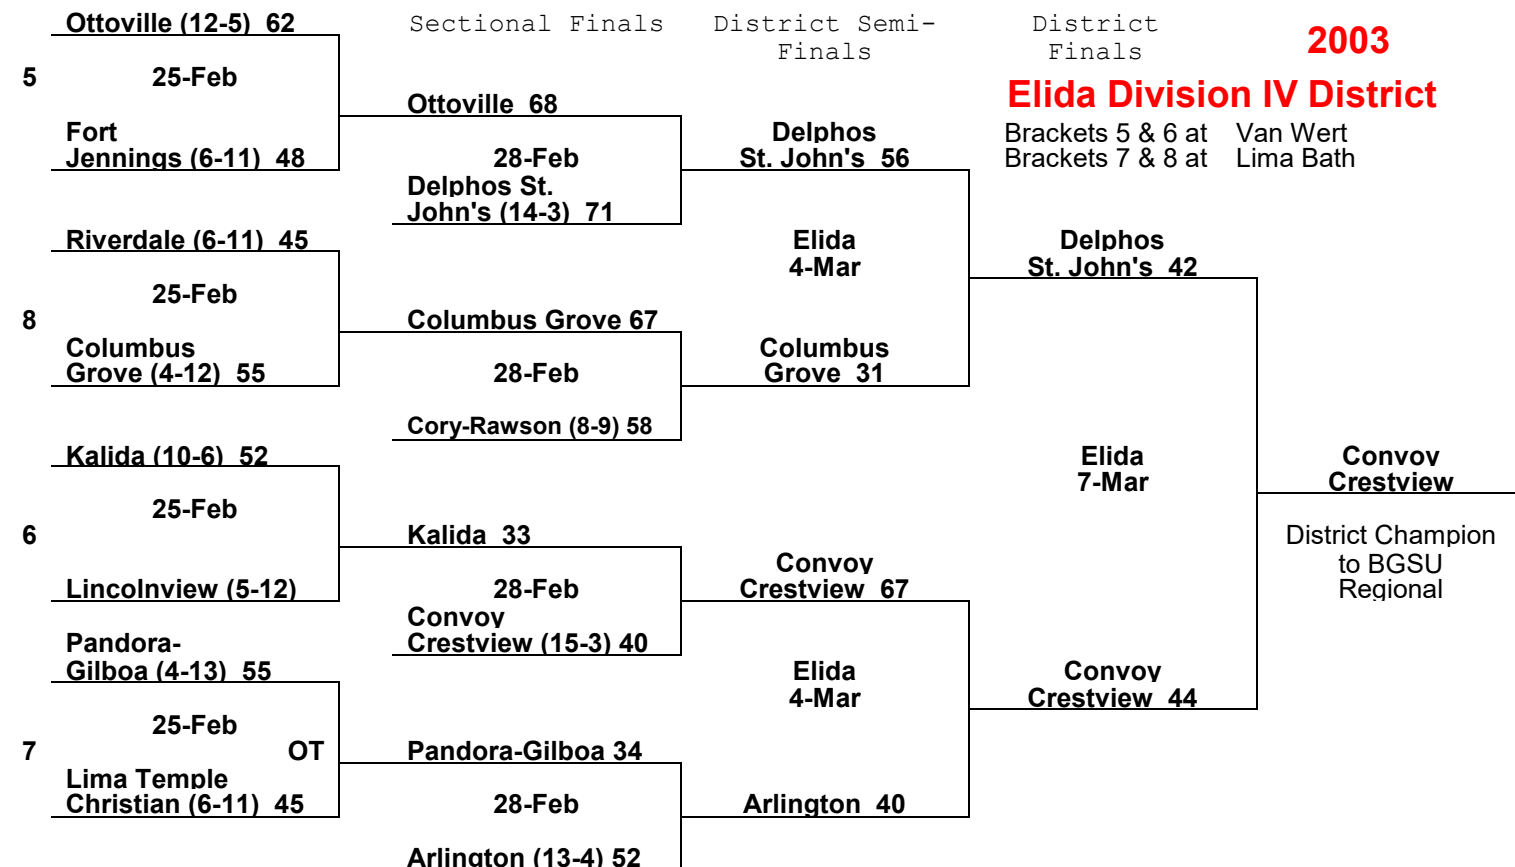 Ottoville (12-5)  62
Sectional Finals
District Semi-
Finals
District
Finals
2003
Elida Division IV District
Brackets 5 & 6 at Van Wert
Brackets 7 & 8 at Lima Bath
5
25-Feb
Fort
Jennings (6-11)  48
Ottoville  68
28-Feb
Delphos St.
John's (14-3)  71
Delphos
St. John's  56
Riverdale (6-11)  45
25-Feb
8
Columbus
Grove (4-12)  55
Columbus Grove 67
28-Feb
Cory-Rawson (8-9) 58
Elida
4-Mar
Columbus
Grove  31
Delphos
St. John's  42
Kalida (10-6)  52
25-Feb
6
Lincolnview (5-12)
Kalida  33
28-Feb
Convoy
Crestview (15-3) 40
Convoy
Crestview  67
Elida
7-Mar
Convoy
Crestview
District Champion
to BGSU
Regional
Pandora-
Gilboa (4-13)  55
25-Feb
7
OT
Lima Temple
Christian (6-11)  45
Pandora-Gilboa 34
28-Feb
Arlington (13-4) 52
Elida
4-Mar
Arlington  40
Convoy
Crestview  44